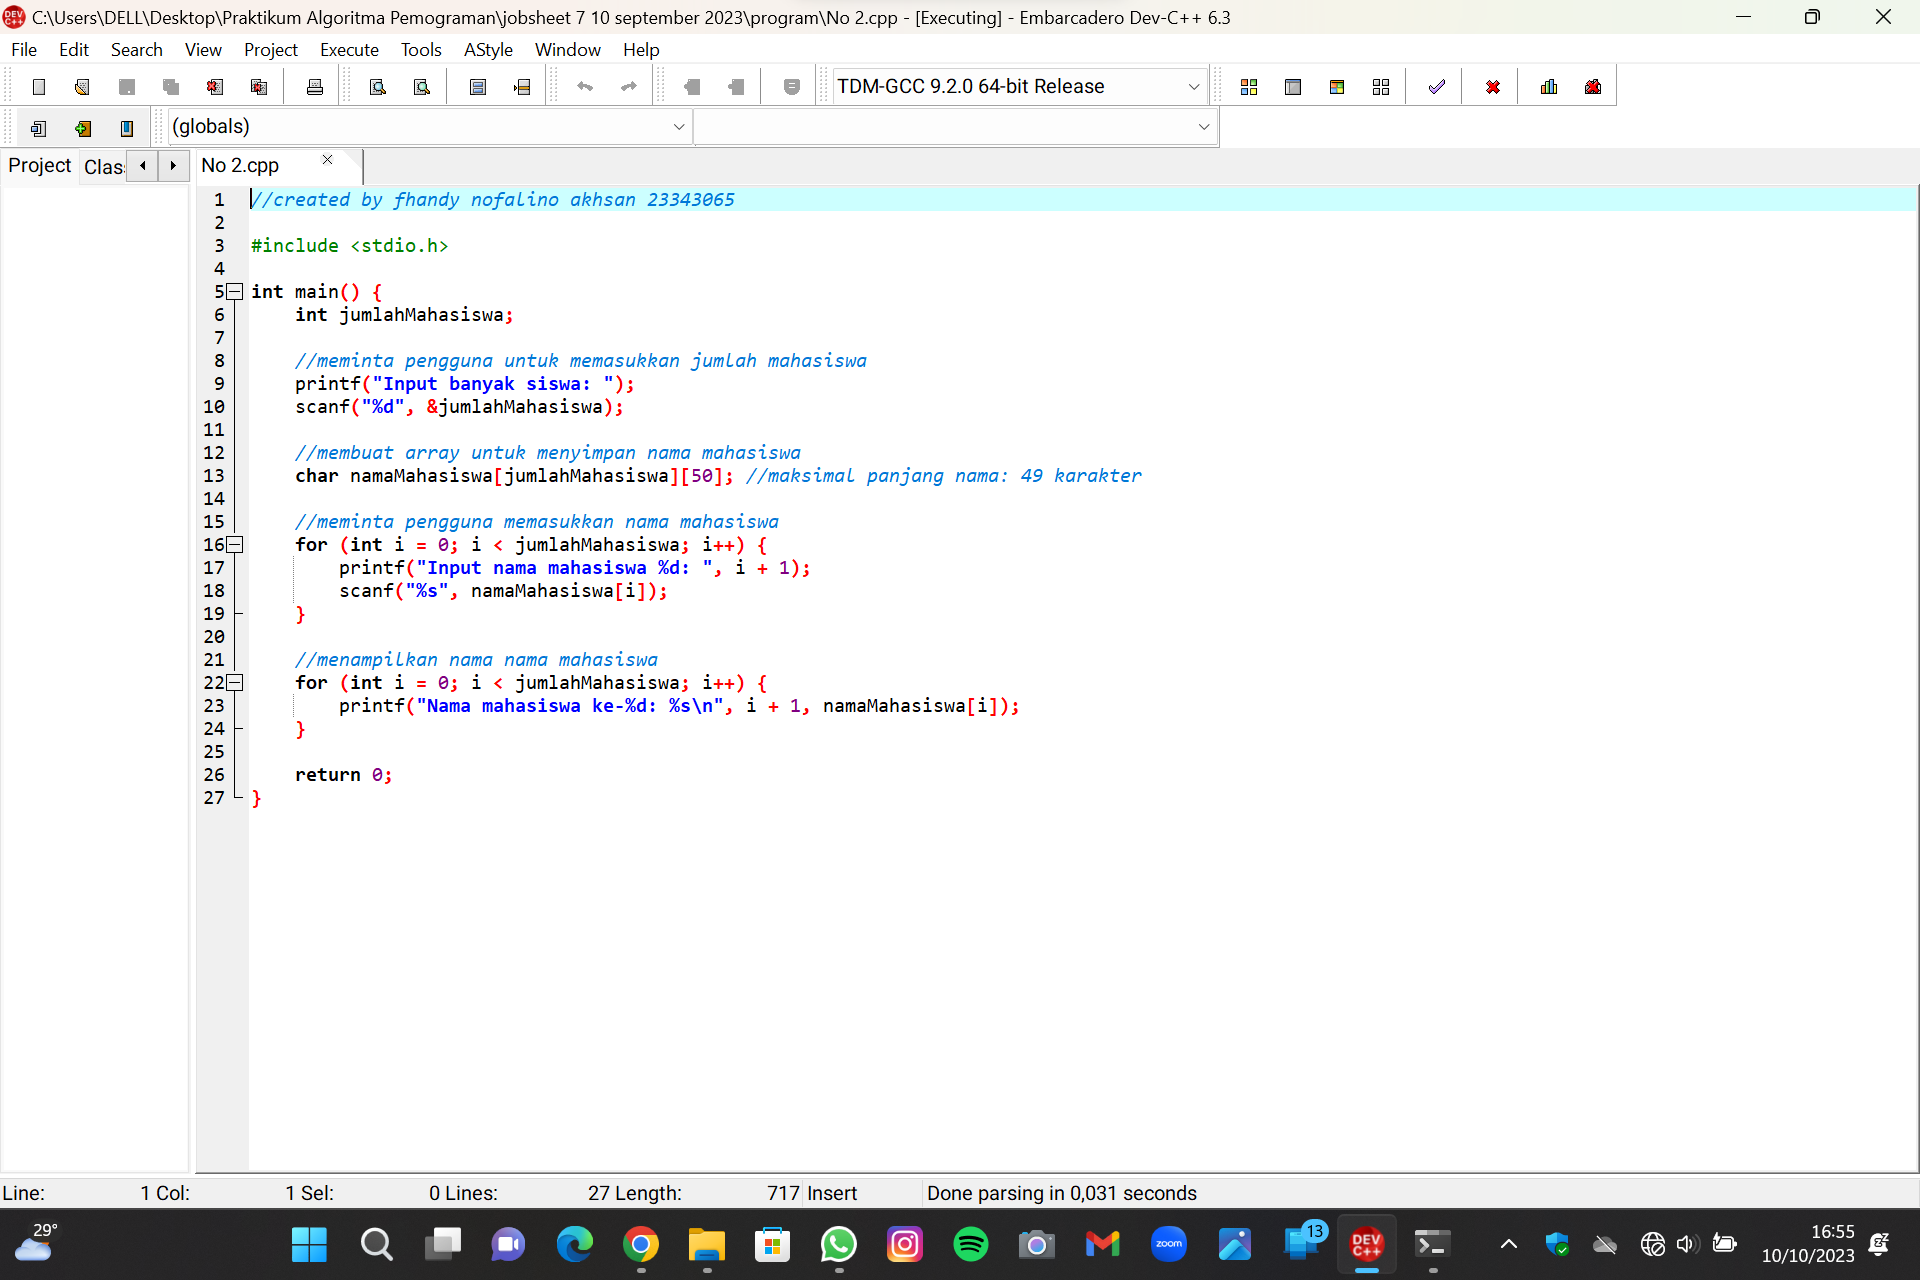 C:\Users\DELL\Desktop\Praktikum Algoritma Pemograman\jobsheet 7 10 september 2023\program\No 2.cpp - [Executing] - Embarcadero Dev-C++ 6.3
File Edit Search View Project Execute Tools AStyle Window Help
TDM-GCC 9.2.0 64-bit Release
(globals)
Project Clas
No 2.cpp
1 //created by fhandy nofalino akhsan 23343065
2
3 #include <stdio.h>
4
5 int main() {
6 int jumlahMahasiswa;
7
8 //meminta pengguna untuk memasukkan jumlah mahasiswa
9 printf("Input banyak siswa: ");
10 scanf("%d", &jumlahMahasiswa);
11
12 //membuat array untuk menyimpan nama mahasiswa
13 char namaMahasiswa[jumlahMahasiswa][50]; //maksimal panjang nama: 49 karakter
14
15 //meminta pengguna memasukkan nama mahasiswa
16 for (int i = 0; i < jumlahMahasiswa; i++) {
17 printf("Input nama mahasiswa %d: ", i + 1);
18 scanf("%s", namaMahasiswa[i]);
19 }
20
21 //menampilkan nama nama mahasiswa
22 for (int i = 0; i < jumlahMahasiswa; i++) {
23 printf("Nama mahasiswa ke-%d: %s\n", i + 1, namaMahasiswa[i]);
24 }
25
26 return 0;
27 }
Line: 1 Col: 1 Sel: 0 Lines: 27 Length: 717 Insert Done parsing in 0,031 seconds
29°
zoom
13
DEV C++
16:55
10/10/2023